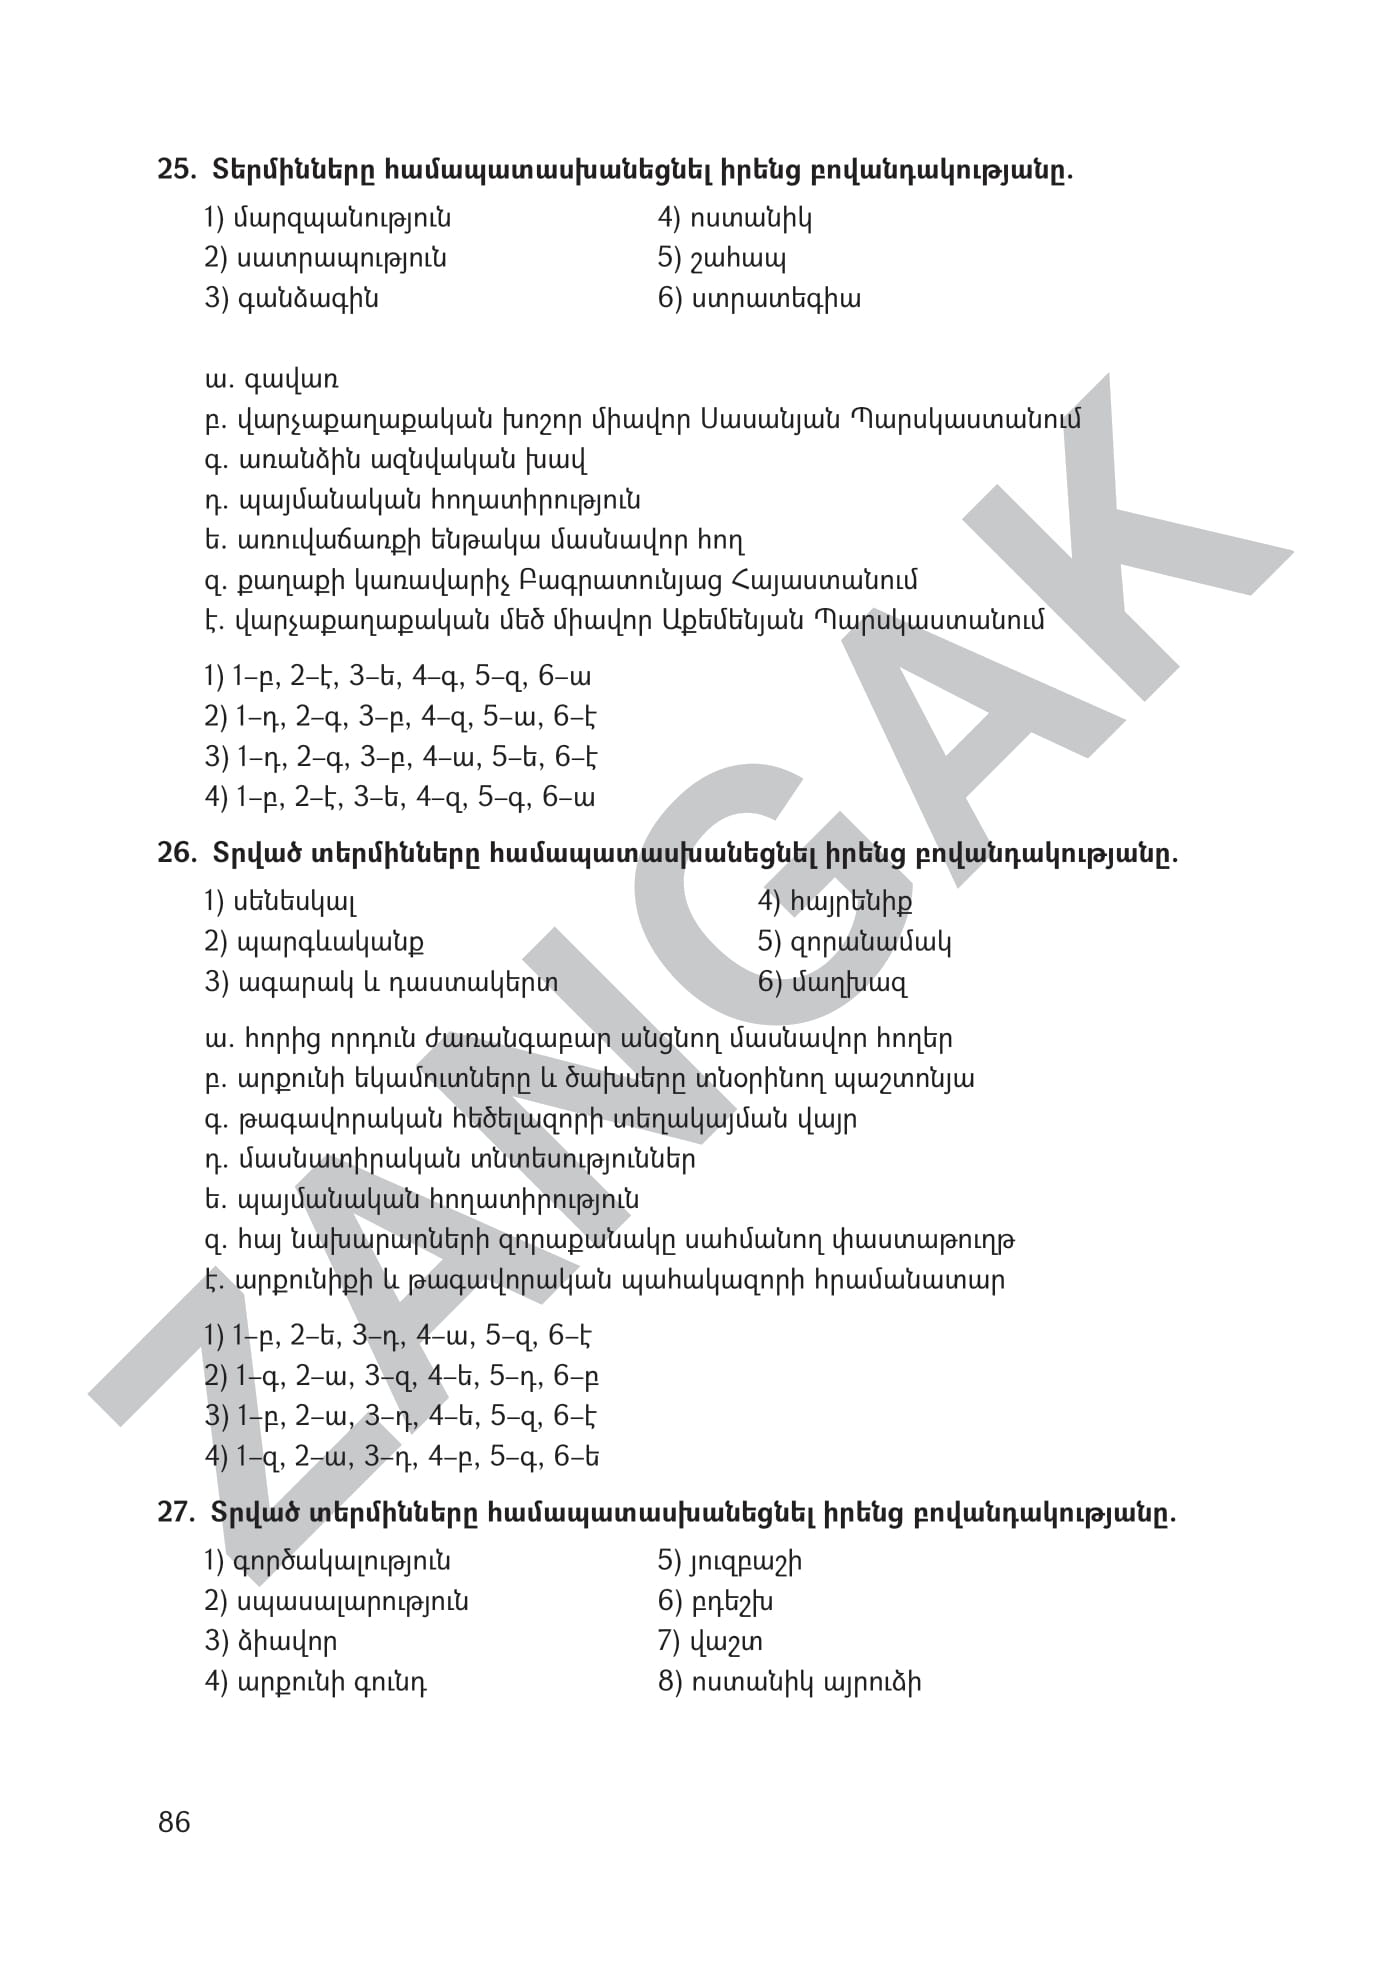 25. Տերմինները համապատասխանեցնել իրենց բովանդակությանը.
1) մարզպանություն
4) ոստանիկ
2) սատրապություն
5) շահապ
3) գանձագին
6) ստրատեգիա
ա. գավառ
բ. վարչաքաղաքական խոշոր միավոր Սասանյան Պարսկաստանում
գ. առանձին ազնվական խավ
դ. պայմանական հողատիրություն
ե. առուվաճառքի ենթակա մասնավոր հող
զ. քաղաքի կառավարիչ Բագրատունյաց Հայաստանում
է. վարչաքաղաքական մեծ միավոր Աքեմենյան Պարսկաստանում
1) 1–բ, 2–է, 3–ե, 4–գ, 5–զ, 6–ա
2) 1–դ, 2–գ, 3–բ, 4–զ, 5–ա, 6–է
3) 1–դ, 2–գ, 3–բ, 4–ա, 5–ե, 6–է
4) 1–բ, 2–է, 3–ե, 4–զ, 5–գ, 6–ա
26. Տրված տերմինները համապատասխանեցնել իրենց բովանդակությանը.
1) սենեսկալ
4) հայրենիք
2) պարգևականք
5) զորանամակ
3) ագարակ և դաստակերտ
6) մաղխազ
ա. հորից որդուն ժառանգաբար անցնող մասնավոր հողեր
բ. արքունի եկամուտները և ծախսերը տնօրինող պաշտոնյա
գ. թագավորական հեծելազորի տեղակայման վայր
դ. մասնատիրական տնտեսություններ
ե. պայմանական հողատիրություն
զ. հայ նախարարների զորաքանակը սահմանող փաստաթուղթ
է. արքունիքի և թագավորական պահակազորի հրամանատար
1) 1–բ, 2–ե, 3–դ, 4–ա, 5–զ, 6–է
2) 1–գ, 2–ա, 3–զ, 4–ե, 5–դ, 6–բ
3) 1–բ, 2–ա, 3–դ, 4–ե, 5–զ, 6–է
4) 1–զ, 2–ա, 3–դ, 4–բ, 5–գ, 6–ե
27. Տրված տերմինները համապատասխանեցնել իրենց բովանդակությանը.
1) գործակալություն
5) յուզբաշի
2) սպասալարություն
6) բդեշխ
3) ձիավոր
7) վաշտ
4) արքունի գունդ
8) ոստանիկ այրուձի
86
ZANGAK